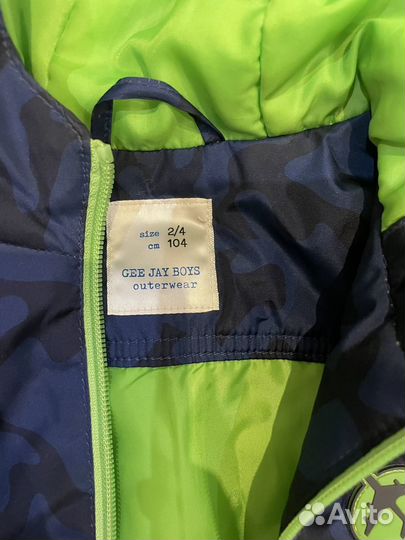 size 2/4
cm 104
GEE JAY BOYS
outerwear
Avito